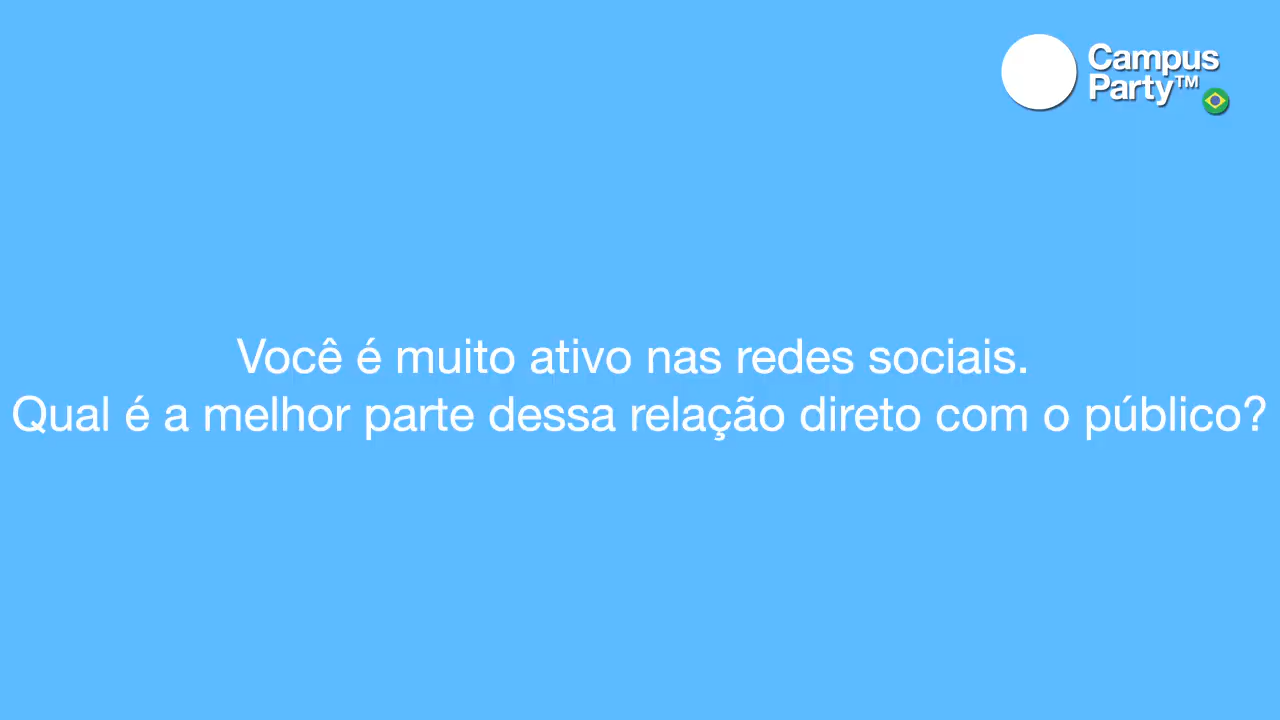 Campus
Party™
Você é muito ativo nas redes sociais.
Qual é a melhor parte dessa relação direto com o público?